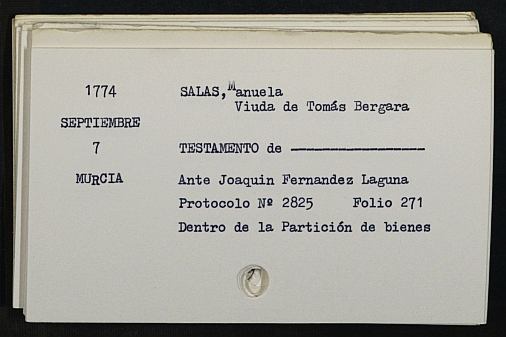 1774 SALAS, Manuela
Viuda de Tomás Bergara
SEPTIEMBRE
7 TESTAMENTO de ————————
MURCIA Ante Joaquin Fernandez Laguna
Protocolo Nº 2825 Folio 271
Dentro de la Partición de bienes